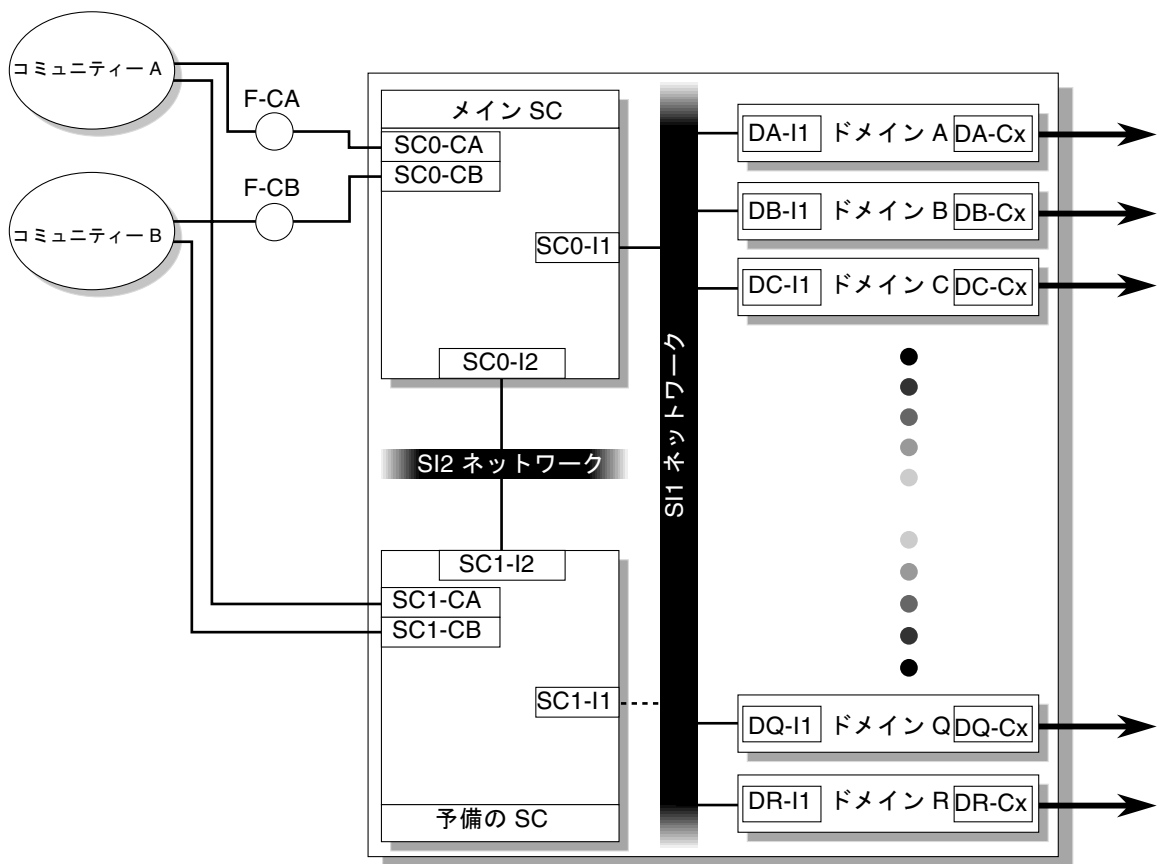 コミュニティー A
コミュニティー B
F-CA
F-CB
メイン SC
SC0-CA
SC0-CB
SC0-I1
SC0-I2
SI2 ネットワーク
SC1-I2
SC1-CA
SC1-CB
SC1-I1
予備の SC
SI1 ネットワーク
DA-I1 ドメイン A DA-Cx
DB-I1 ドメイン B DB-Cx
DC-I1 ドメイン C DC-Cx
DQ-I1 ドメイン Q DQ-Cx
DR-I1 ドメイン R DR-Cx